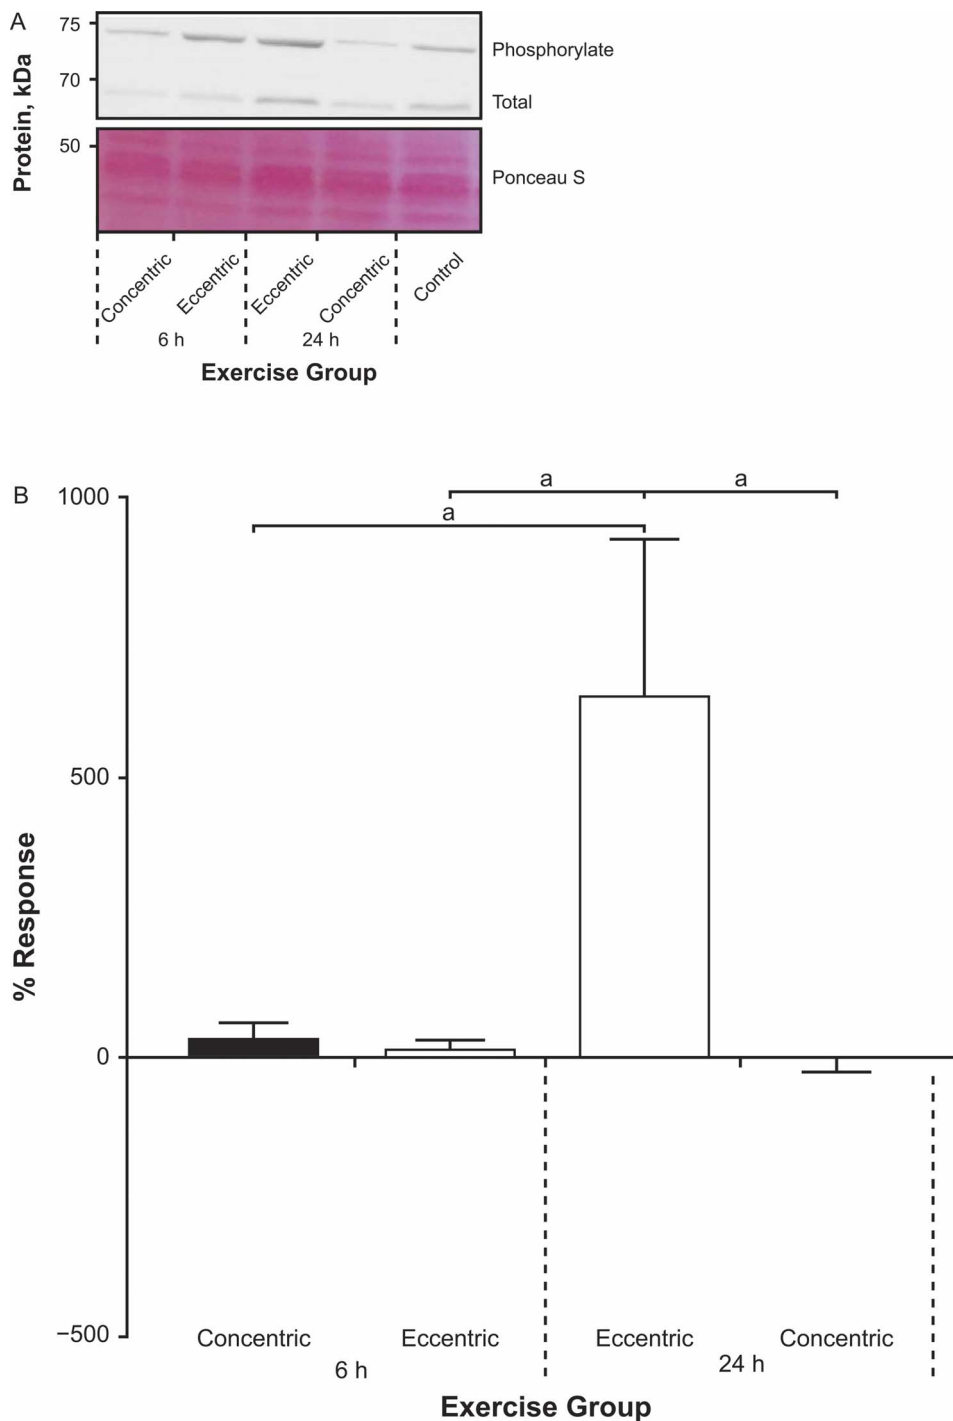 A
Protein, kDa
75
70
50
Phosphorylate
Total
Ponceau S
Concentric Eccentric Eccentric Concentric Control
6 h 24 h
Exercise Group
B
% Response
1000
500
0
−500
a a
a
Concentric Eccentric Eccentric Concentric
6 h 24 h
Exercise Group